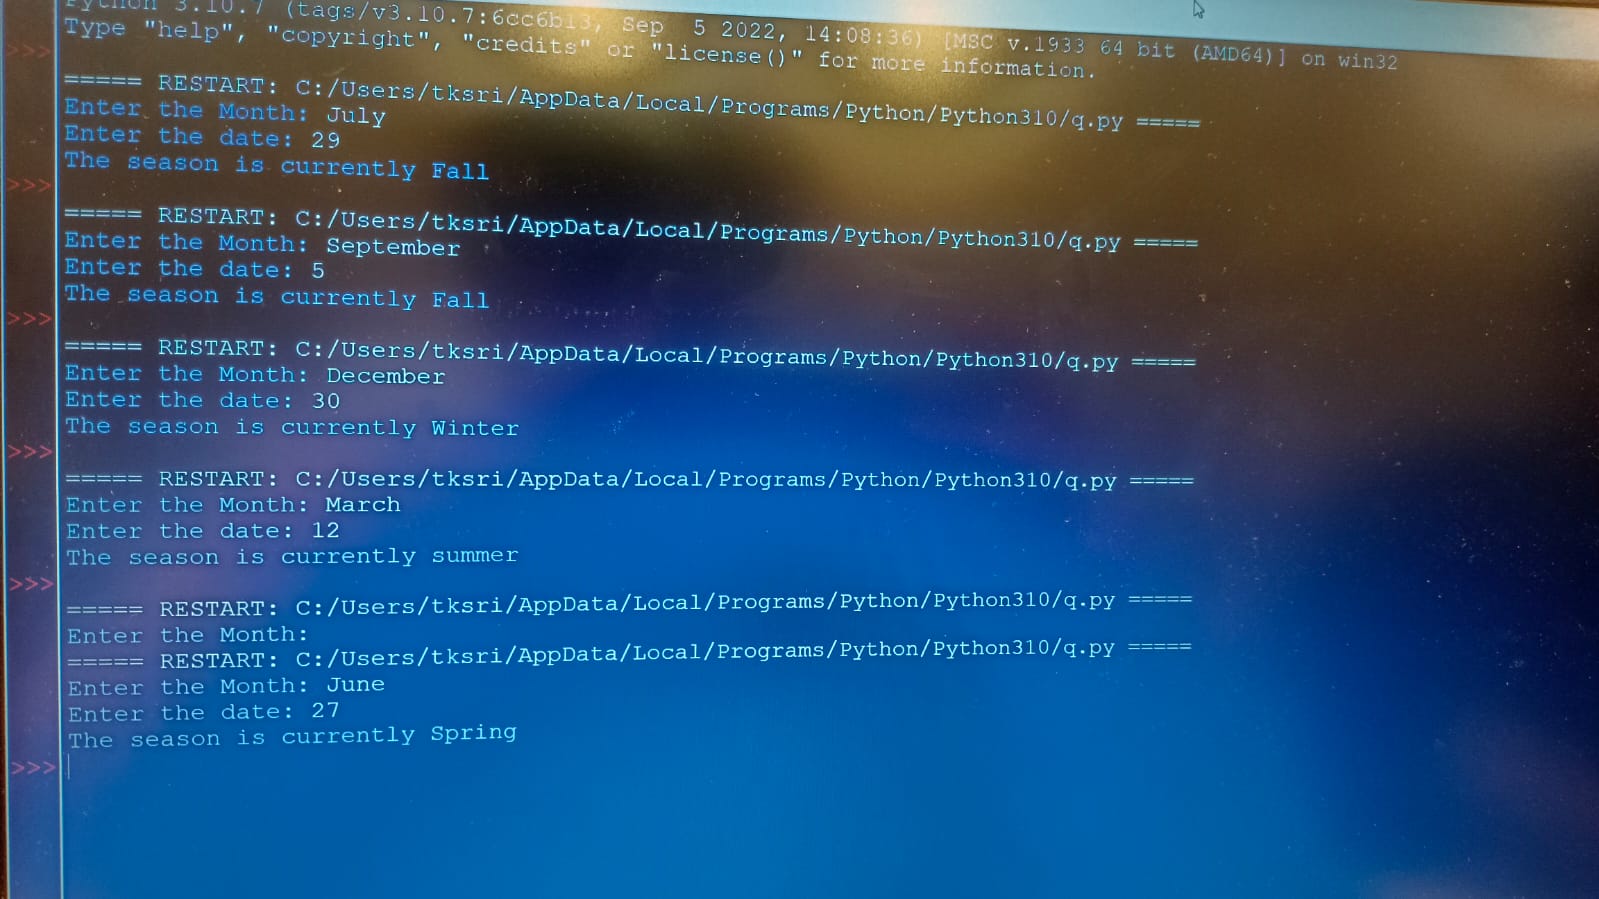 Python 3.10.7 (tags/v3.10.7:6cc6b13, Sep  5 2022, 14:08:36) [MSC v.1933 64 bit (AMD64)] on win32
Type "help", "copyright", "credits" or "license()" for more information.
>>>
===== RESTART: C:/Users/tksri/AppData/Local/Programs/Python/Python310/q.py =====
Enter the Month: July
Enter the date: 29
The season is currently Fall
>>>
===== RESTART: C:/Users/tksri/AppData/Local/Programs/Python/Python310/q.py =====
Enter the Month: September
Enter the date: 5
The season is currently Fall
>>>
===== RESTART: C:/Users/tksri/AppData/Local/Programs/Python/Python310/q.py =====
Enter the Month: December
Enter the date: 30
The season is currently Winter
>>>
===== RESTART: C:/Users/tksri/AppData/Local/Programs/Python/Python310/q.py =====
Enter the Month: March
Enter the date: 12
The season is currently summer
>>>
===== RESTART: C:/Users/tksri/AppData/Local/Programs/Python/Python310/q.py =====
Enter the Month:
===== RESTART: C:/Users/tksri/AppData/Local/Programs/Python/Python310/q.py =====
Enter the Month: June
Enter the date: 27
The season is currently Spring
>>>